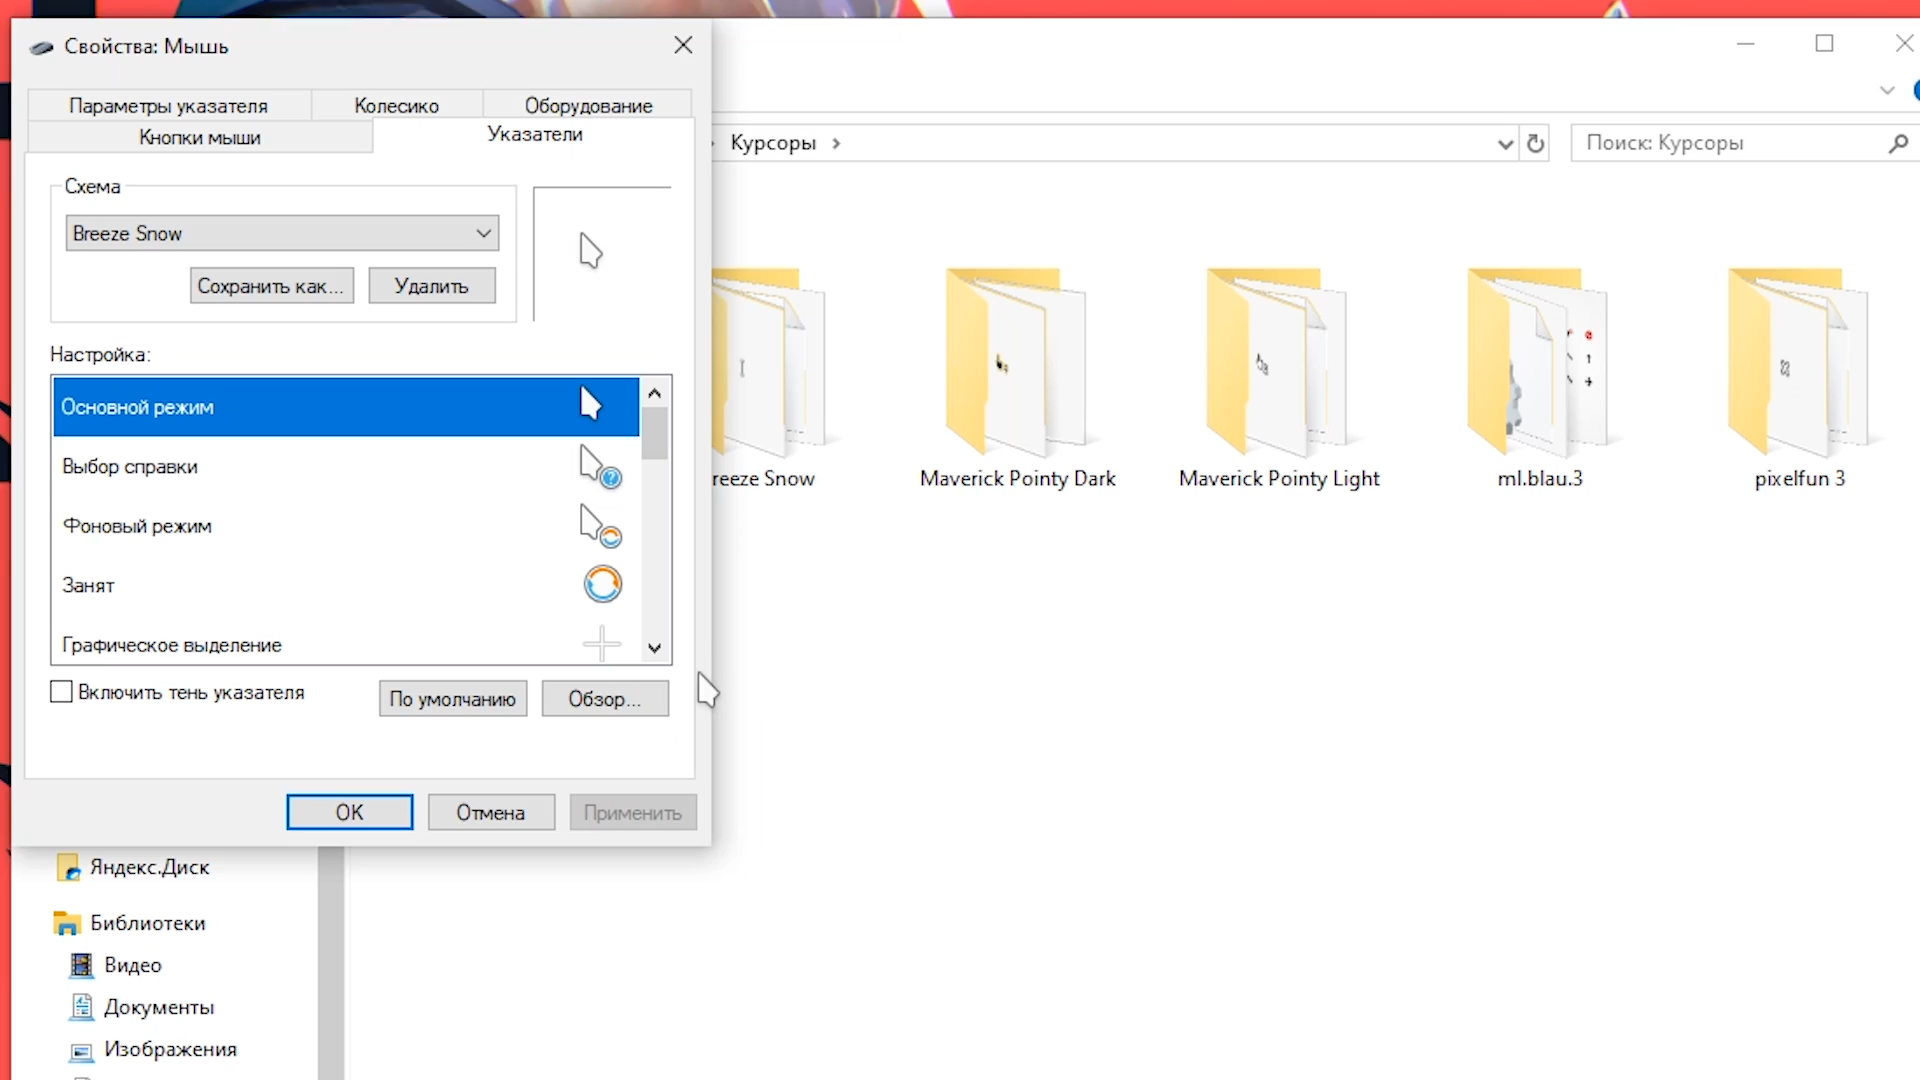 Свойства: Мышь
Параметры указателя
Колесико
Оборудование
Кнопки мыши
Указатели
Схема
Breeze Snow
Сохранить как...
Удалить
Настройка:
Основной режим
Выбор справки
Фоновый режим
Занят
Графическое выделение
Включить тень указателя
По умолчанию
Обзор...
OK
Отмена
Применить
Курсоры
Поиск: Курсоры
reeze Snow
Maverick Pointy Dark
Maverick Pointy Light
ml.blau.3
pixelfun 3
Яндекс.Диск
Библиотеки
Видео
Документы
Изображения